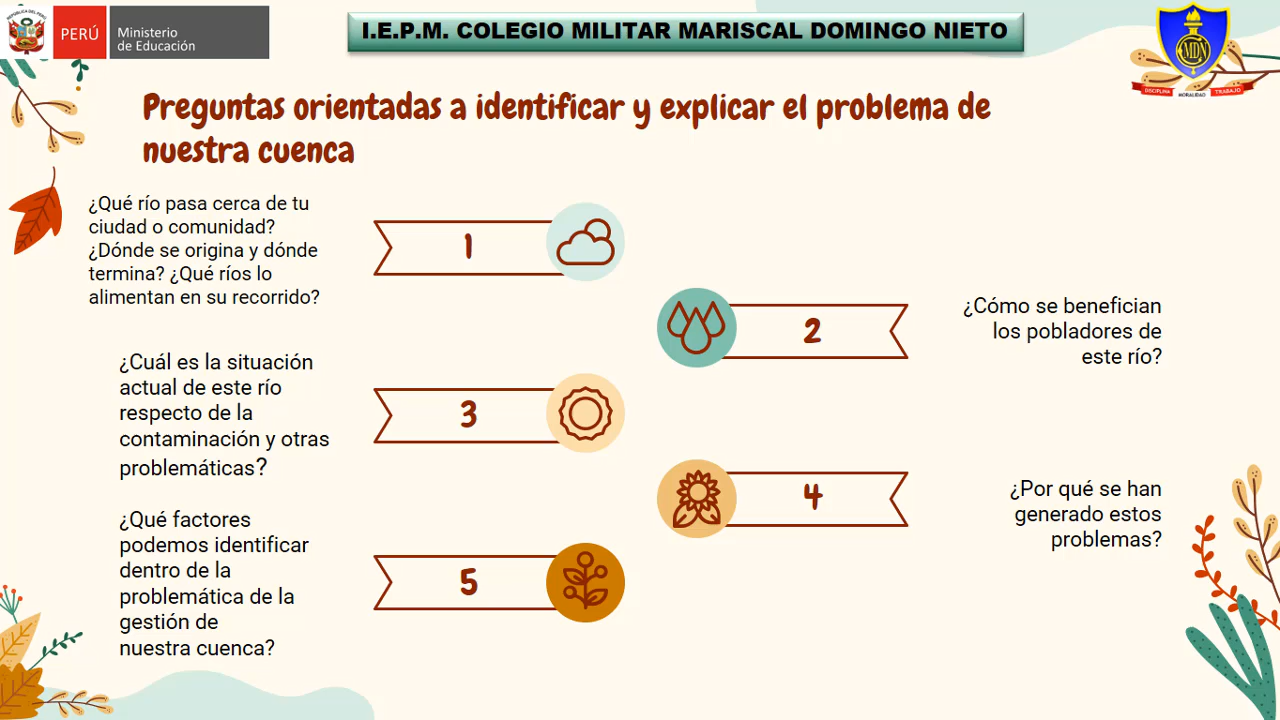 REPÚBLICA DEL PERÚ
PERÚ
Ministerio
de Educación
I.E.P.M. COLEGIO MILITAR MARISCAL DOMINGO NIETO
MDN
DISCIPLINA
MORALIDAD
TRABAJO
Preguntas orientadas a identificar y explicar el problema de
nuestra cuenca
¿Qué río pasa cerca de tu
ciudad o comunidad?
¿Dónde se origina y dónde
termina? ¿Qué ríos lo
alimentan en su recorrido?
1
2
¿Cómo se benefician
los pobladores de
este río?
¿Cuál es la situación
actual de este río
respecto de la
contaminación y otras
problemáticas?
3
4
¿Por qué se han
generado estos
problemas?
¿Qué factores
podemos identificar
dentro de la
problemática de la
gestión de
nuestra cuenca?
5